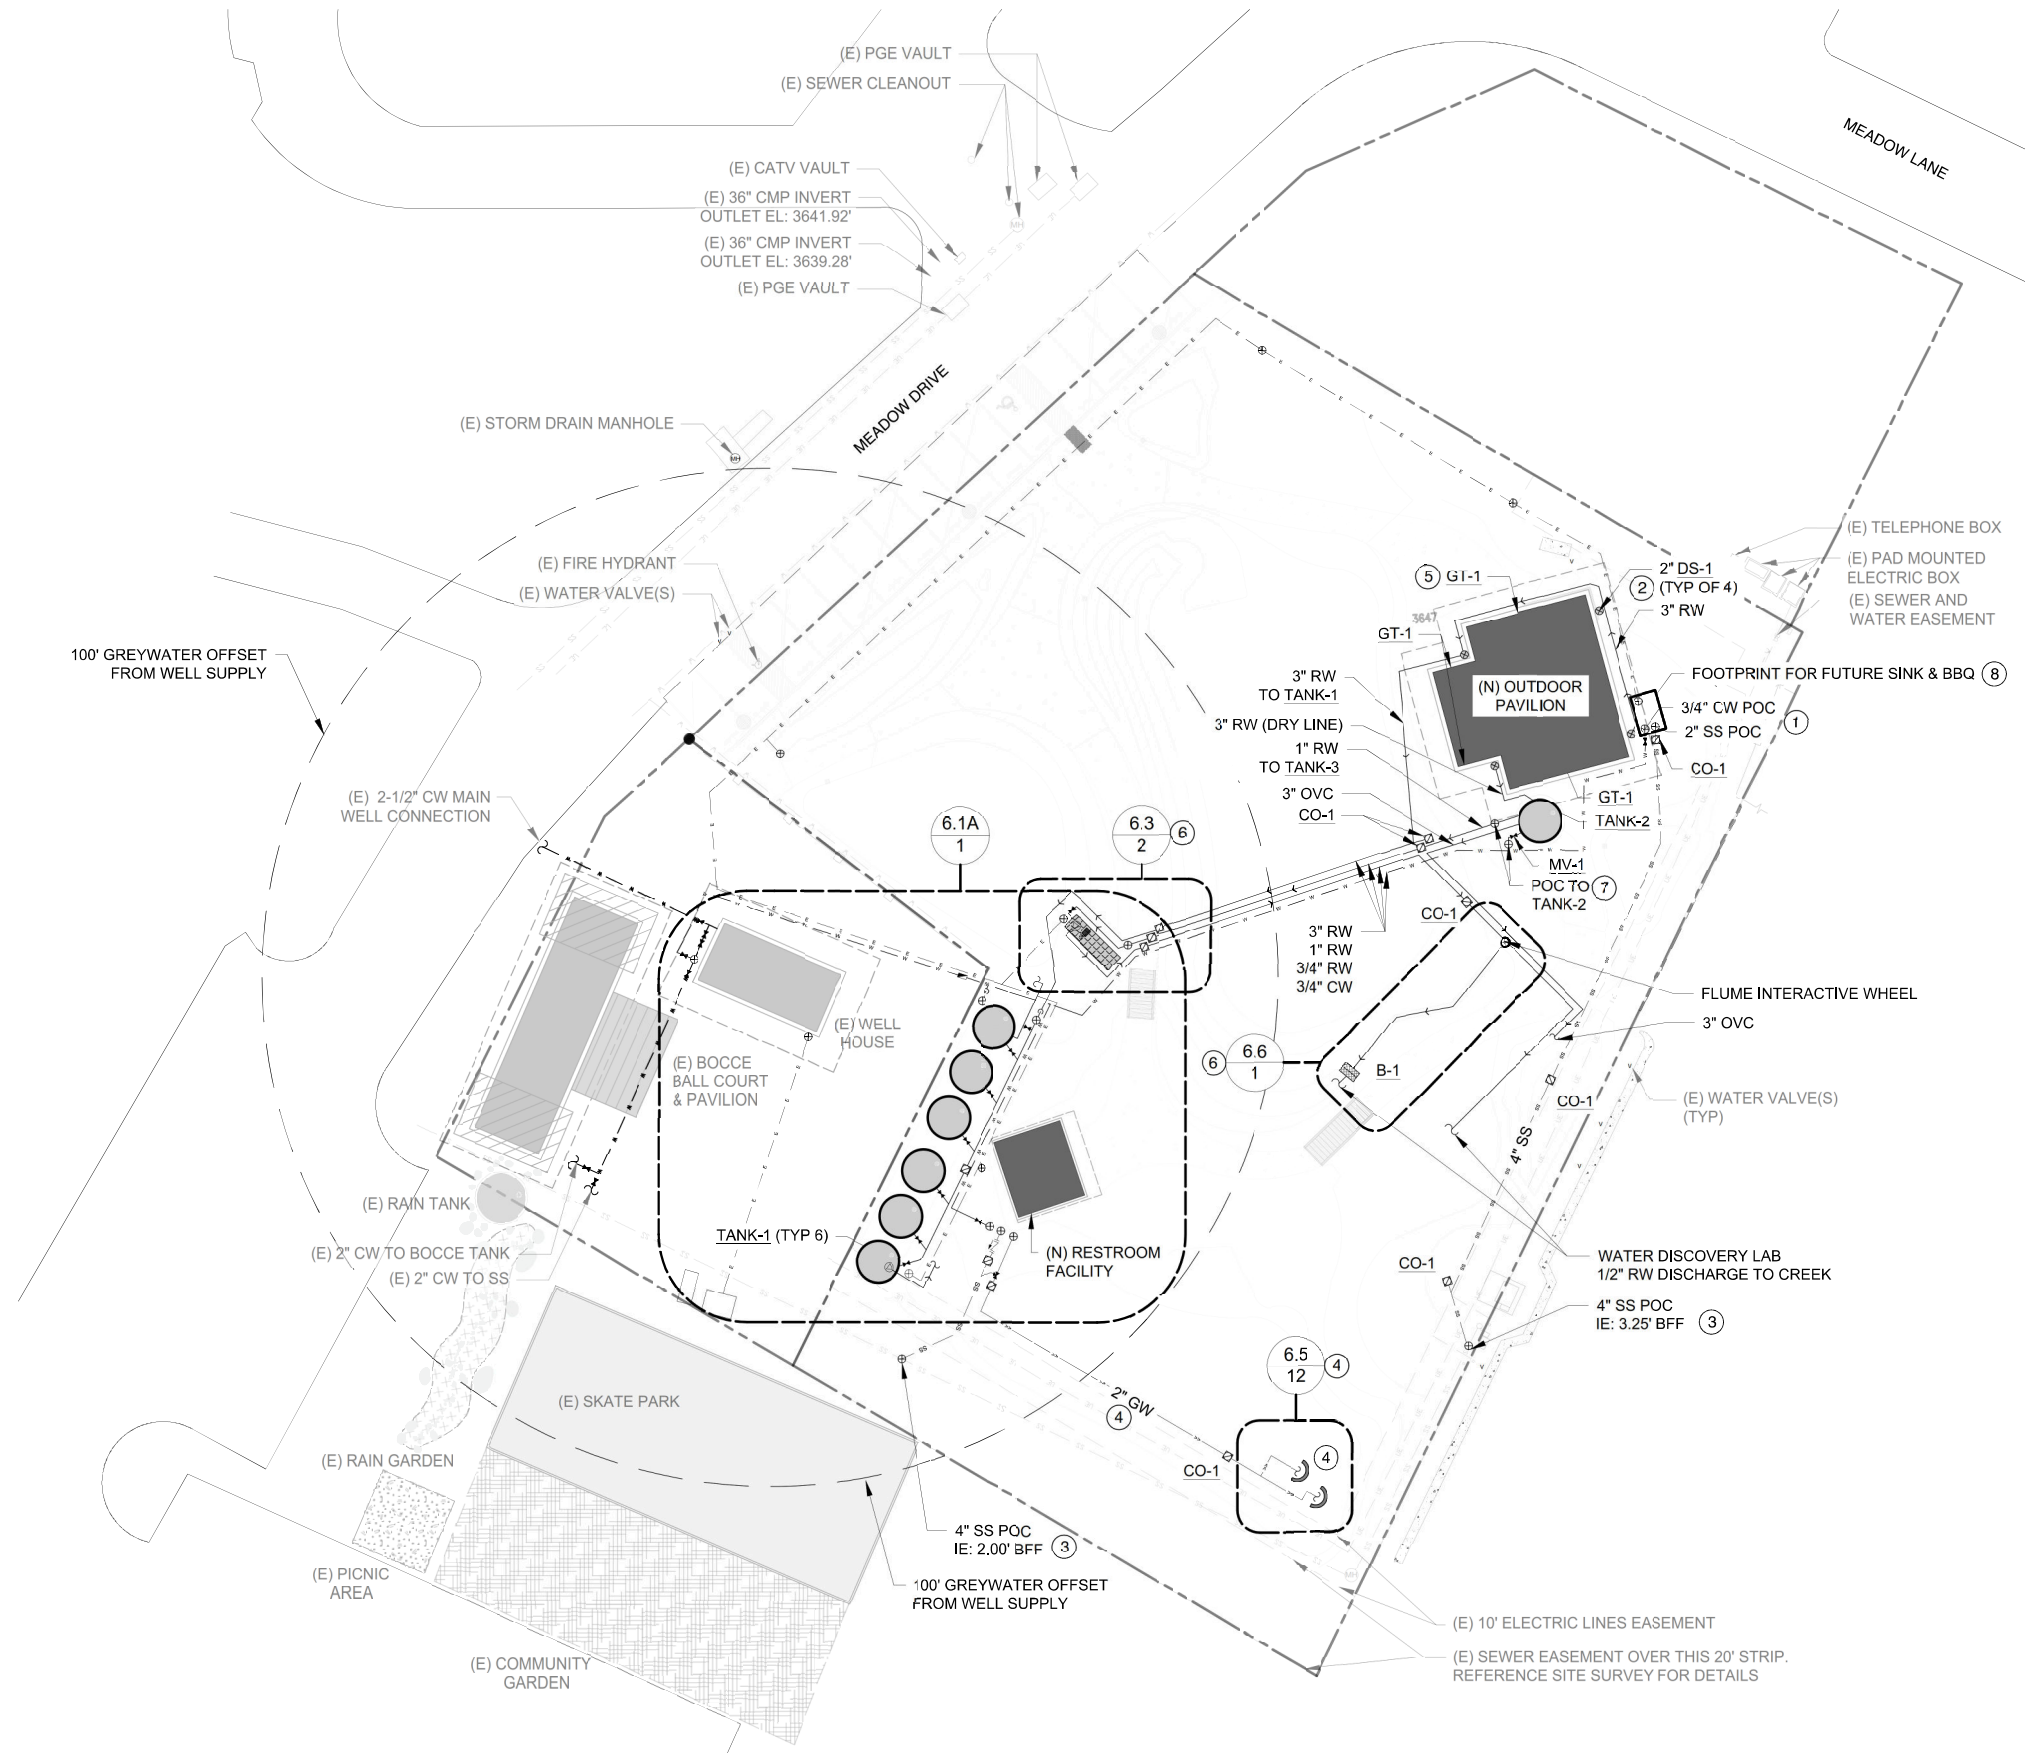 (E) PGE VAULT
(E) SEWER CLEANOUT
MEADOW LANE
(E) CATV VAULT
(E) 36" CMP INVERT
OUTLET EL: 3641.92'
(E) 36" CMP INVERT
OUTLET EL: 3639.28'
(E) PGE VAULT
MH
MEADOW DRIVE
(E) STORM DRAIN MANHOLE
MH
(E) FIRE HYDRANT
(E) WATER VALVE(S)
100' GREYWATER OFFSET
FROM WELL SUPPLY
(E) TELEPHONE BOX
(E) PAD MOUNTED
ELECTRIC BOX
(E) SEWER AND
WATER EASEMENT
5 GT-1
2" DS-1
2 (TYP OF 4)
3" RW
3647
GT-1
(N) OUTDOOR
PAVILION
FOOTPRINT FOR FUTURE SINK & BBQ 8
3/4" CW POC
1
2" SS POC
CO-1
3" RW
TO TANK-1
3" RW (DRY LINE)
1" RW
TO TANK-3
3" OVC
CO-1
GT-1
TANK-2
MV-1
POC TO 7
TANK-2
(E) 2-1/2" CW MAIN
WELL CONNECTION
6.1A
1
6.3
2
6
CO-1
3" RW
1" RW
3/4" RW
3/4" CW
FLUME INTERACTIVE WHEEL
3" OVC
(E) WELL
HOUSE
(E) BOCCE
BALL COURT
& PAVILION
6
6.6
1
B-1
CO-1
(E) WATER VALVE(S)
(TYP)
4" SS
(E) RAIN TANK
TANK-1 (TYP 6)
(E) 2" CW TO BOCCE TANK
(E) 2" CW TO SS
(N) RESTROOM
FACILITY
CO-1
WATER DISCOVERY LAB
1/2" RW DISCHARGE TO CREEK
4" SS POC
IE: 3.25' BFF 3
6.5
12
4
2" GW
4
(E) SKATE PARK
(E) RAIN GARDEN
CO-1
4
4" SS POC
IE: 2.00' BFF 3
(E) PICNIC
AREA
100' GREYWATER OFFSET
FROM WELL SUPPLY
MH
(E) 10' ELECTRIC LINES EASEMENT
(E) SEWER EASEMENT OVER THIS 20' STRIP.
REFERENCE SITE SURVEY FOR DETAILS
(E) COMMUNITY
GARDEN